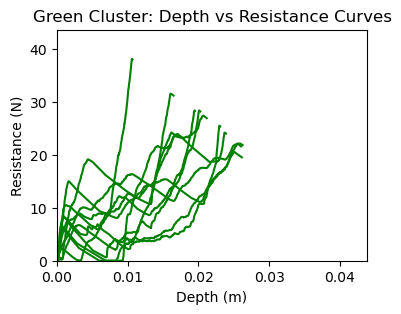 Green Cluster: Depth vs Resistance Curves
Resistance (N)
40
30
20
10
0
0.00 0.01 0.02 0.03 0.04
Depth (m)